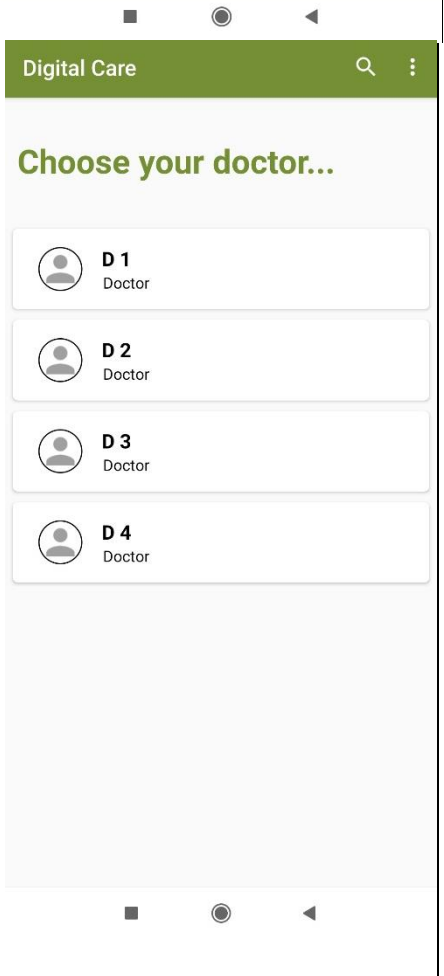 Digital Care
Choose your doctor...
D 1
Doctor
D 2
Doctor
D 3
Doctor
D 4
Doctor